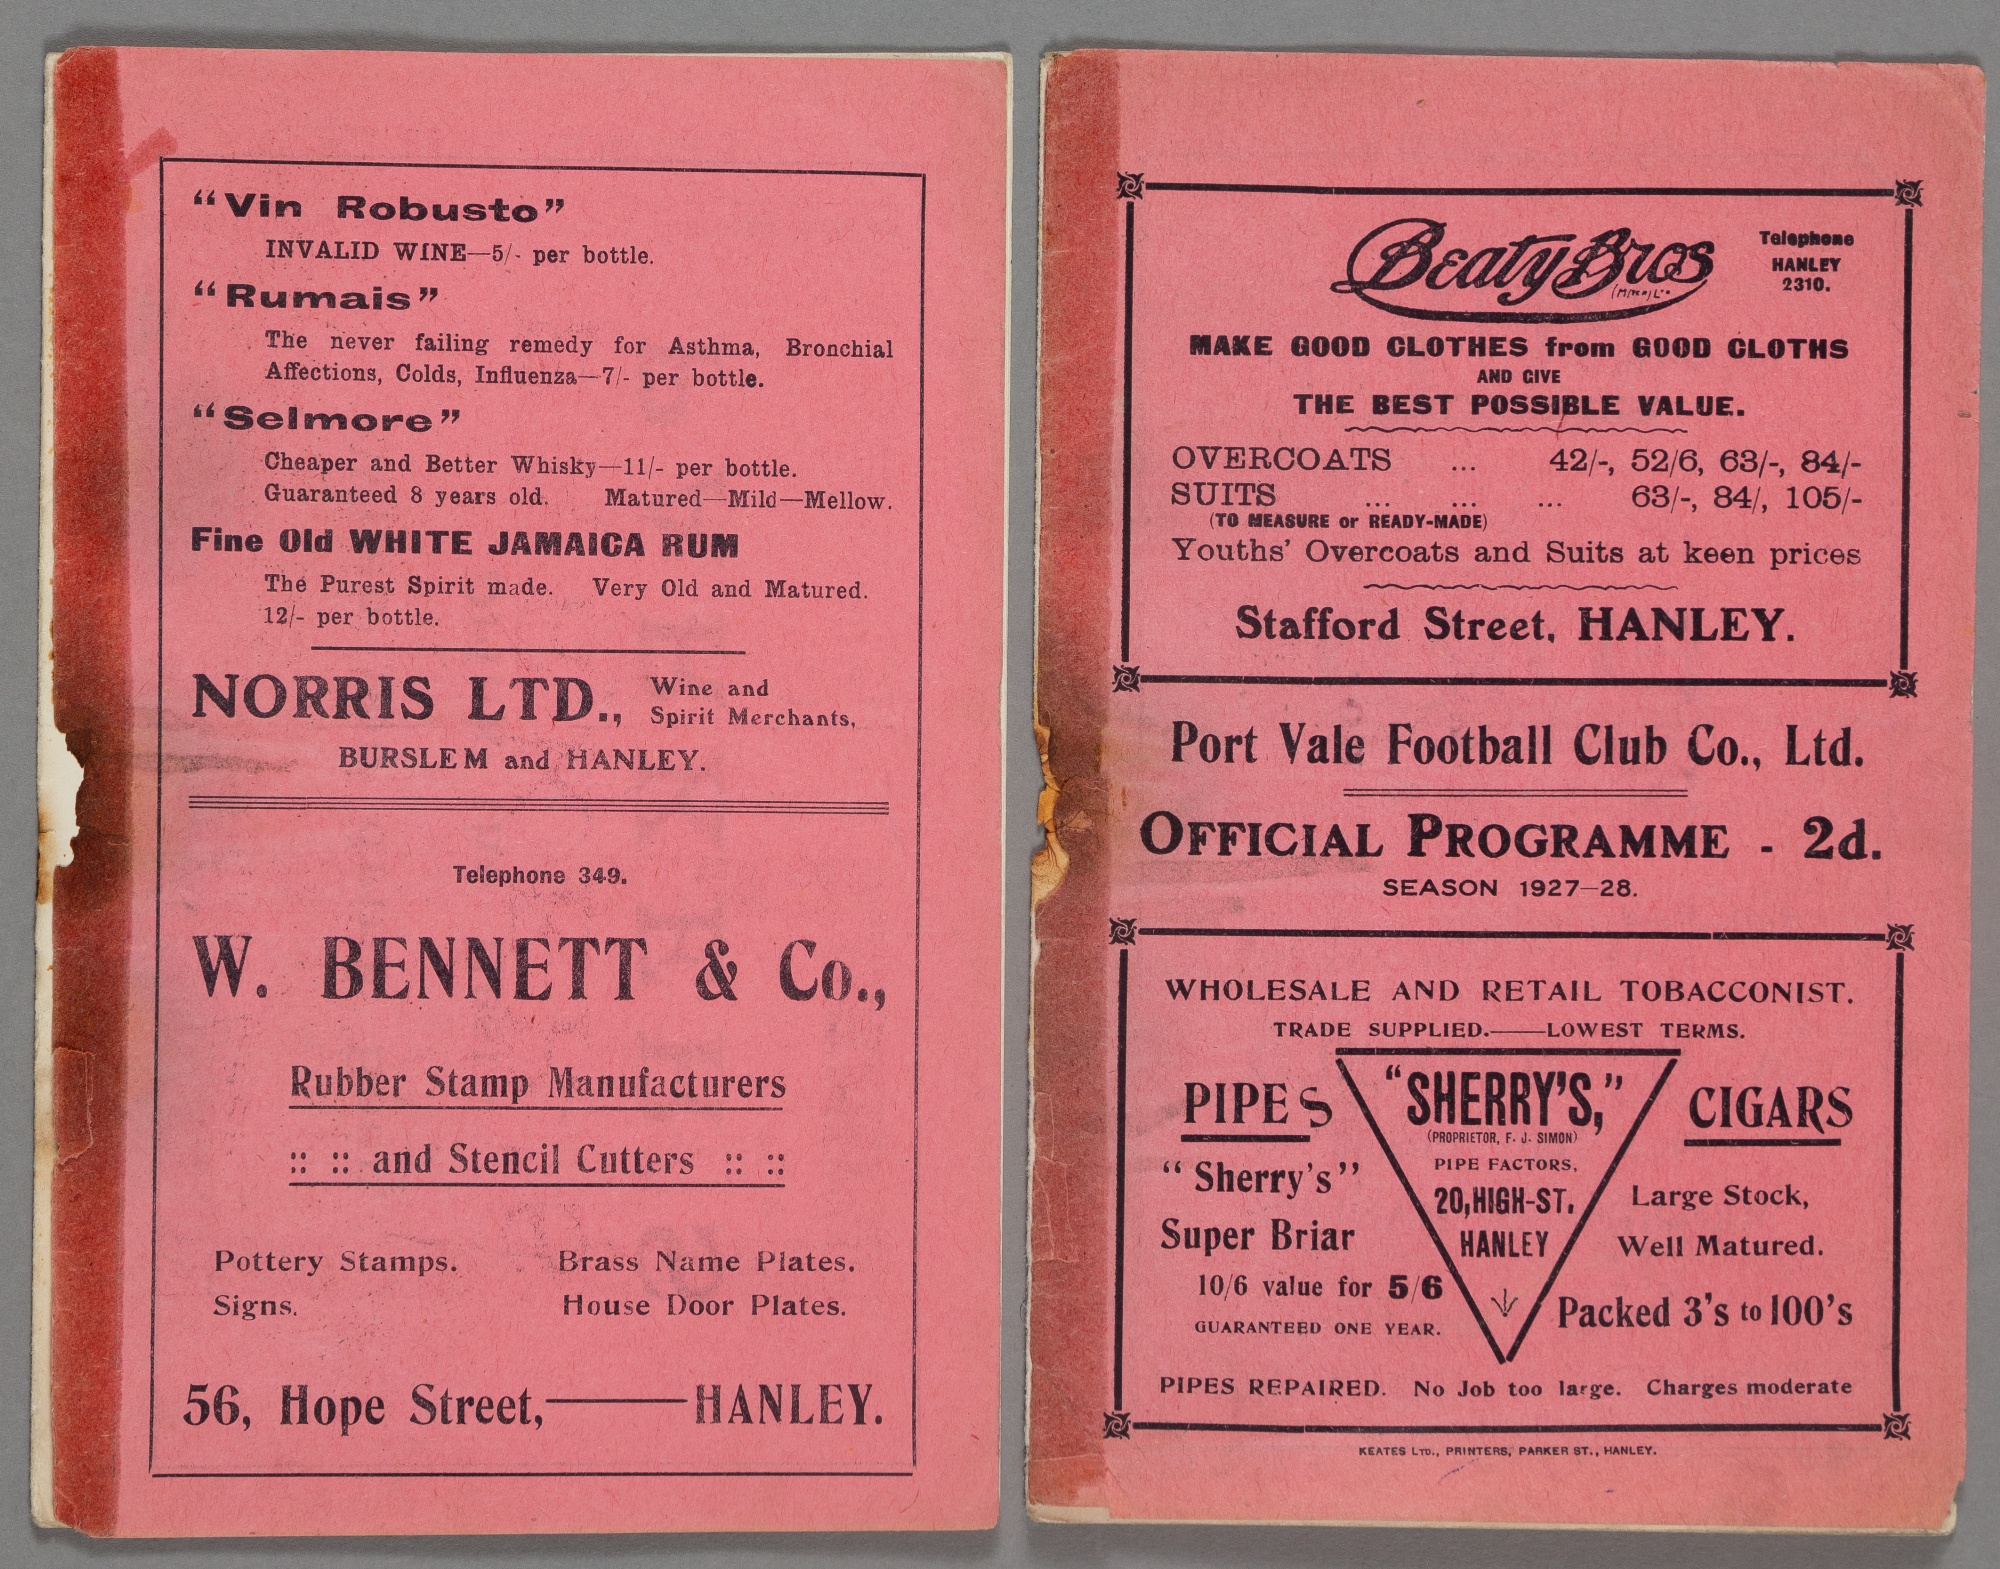 "Vin Robusto"
INVALID WINE—5/- per bottle.
"Rumais"
The never failing remedy for Asthma, Bronchial
Affections, Colds, Influenza—7/- per bottle.
"Selmore"
Cheaper and Better Whisky—11/- per bottle.
Guaranteed 8 years old. Matured—Mild—Mellow.
Fine Old WHITE JAMAICA RUM
The Purest Spirit made. Very Old and Matured.
12/- per bottle.
NORRIS LTD., Wine and
Spirit Merchants,
BURSLEM and HANLEY.
Telephone 349.
W. BENNETT & Co.,
Rubber Stamp Manufacturers
:: :: and Stencil Cutters :: ::
Pottery Stamps. Brass Name Plates.
Signs. House Door Plates.
56, Hope Street,—HANLEY.
Beaty Bros
Telephone
HANLEY
2310.
MAKE GOOD CLOTHES from GOOD CLOTHS
AND GIVE
THE BEST POSSIBLE VALUE.
OVERCOATS ... 42/-, 52/6, 63/-, 84/-
SUITS ... ... ... 63/-, 84/, 105/-
(TO MEASURE or READY-MADE)
Youths' Overcoats and Suits at keen prices
Stafford Street, HANLEY.
Port Vale Football Club Co., Ltd.
OFFICIAL PROGRAMME - 2d.
SEASON 1927—28.
WHOLESALE AND RETAIL TOBACCONIST.
TRADE SUPPLIED.—LOWEST TERMS.
PIPES
"Sherry's"
Super Briar
10/6 value for 5/6
GUARANTEED ONE YEAR.
"SHERRY'S,"
(PROPRIETOR, F. J. SIMON)
PIPE FACTORS,
20, HIGH-ST,
HANLEY
CIGARS
Large Stock,
Well Matured.
Packed 3's to 100's
PIPES REPAIRED. No Job too large. Charges moderate
KEATES LTD., PRINTERS, PARKER ST., HANLEY.